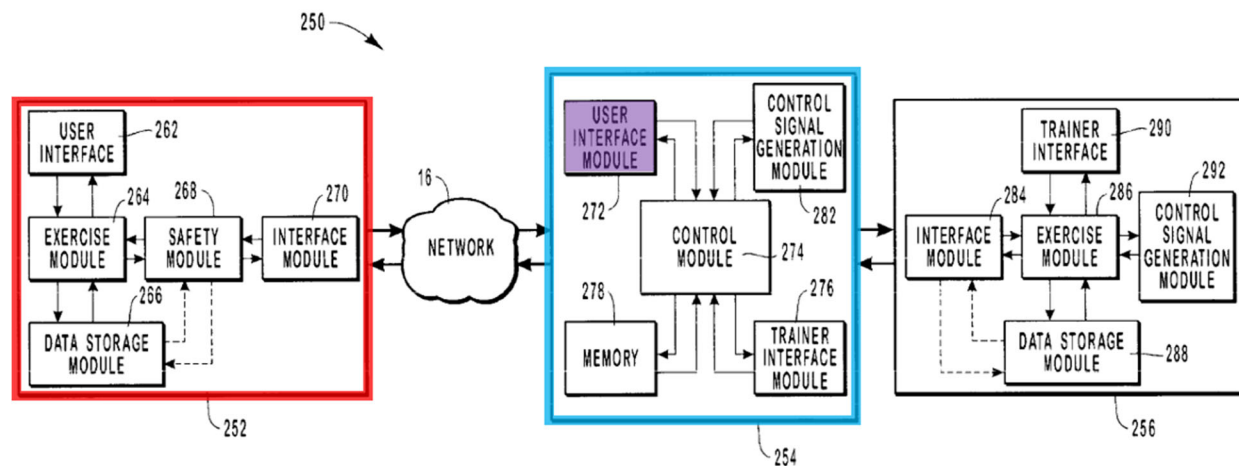 250
USER
INTERFACE
262
264
EXERCISE
MODULE
268
SAFETY
MODULE
270
INTERFACE
MODULE
266
DATA STORAGE
MODULE
252
16
NETWORK
USER
INTERFACE
MODULE
272
CONTROL
SIGNAL
GENERATION
MODULE
282
CONTROL
MODULE
274
278
MEMORY
276
TRAINER
INTERFACE
MODULE
254
TRAINER
INTERFACE
290
284
INTERFACE
MODULE
286
EXERCISE
MODULE
292
CONTROL
SIGNAL
GENERATION
MODULE
DATA STORAGE
MODULE
288
256